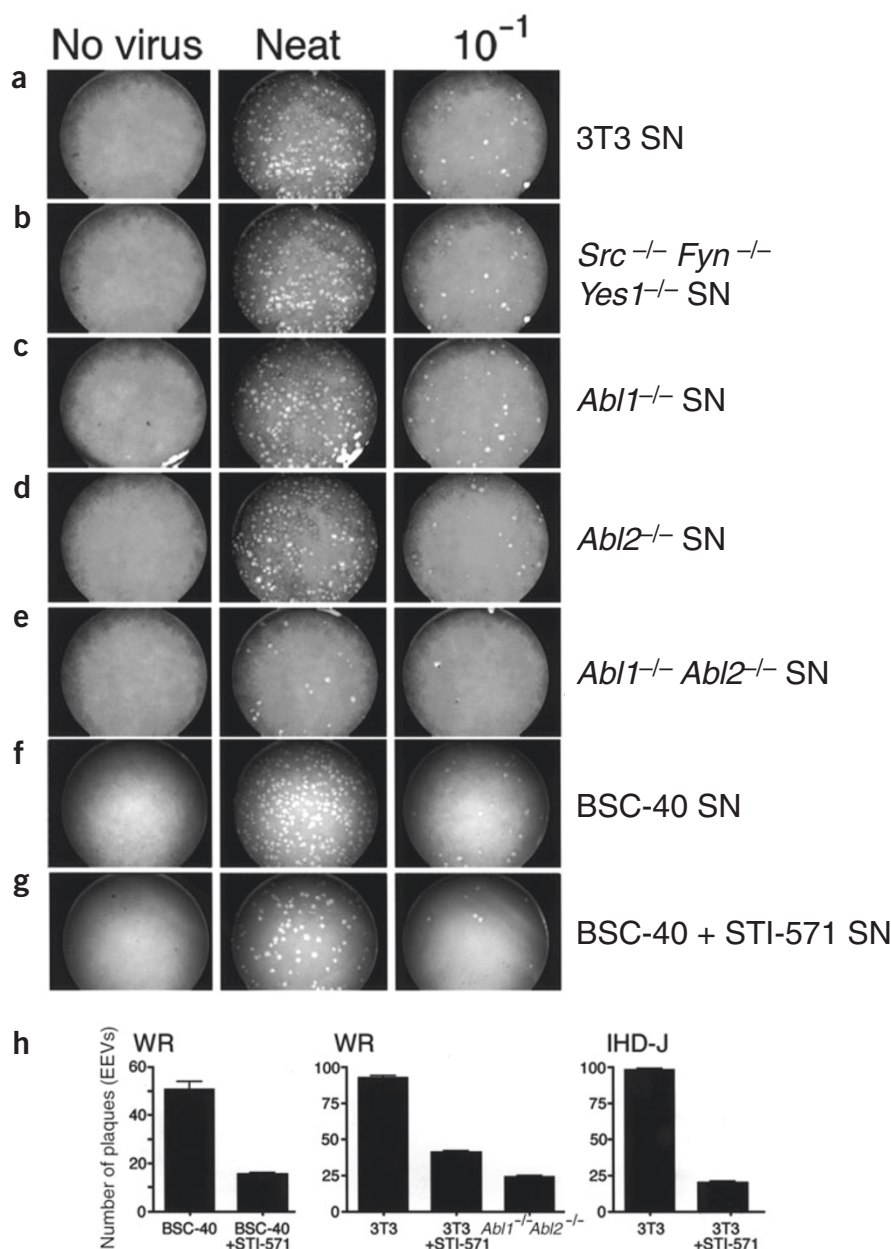 No virus Neat 10⁻¹
a
3T3 SN
b
Src –/– Fyn –/–
Yes1–/– SN
c
Abl1–/– SN
d
Abl2–/– SN
e
Abl1–/– Abl2–/– SN
f
BSC-40 SN
g
BSC-40 + STI-571 SN
h
WR WR IHD-J
Number of plaques (EEVs)
60 100 100
40 75 75
20 50 50
0 25 25
0 0
BSC-40 BSC-40 3T3 3T3 Abl1–/–Abl2–/– 3T3 3T3
+STI-571 +STI-571 +STI-571